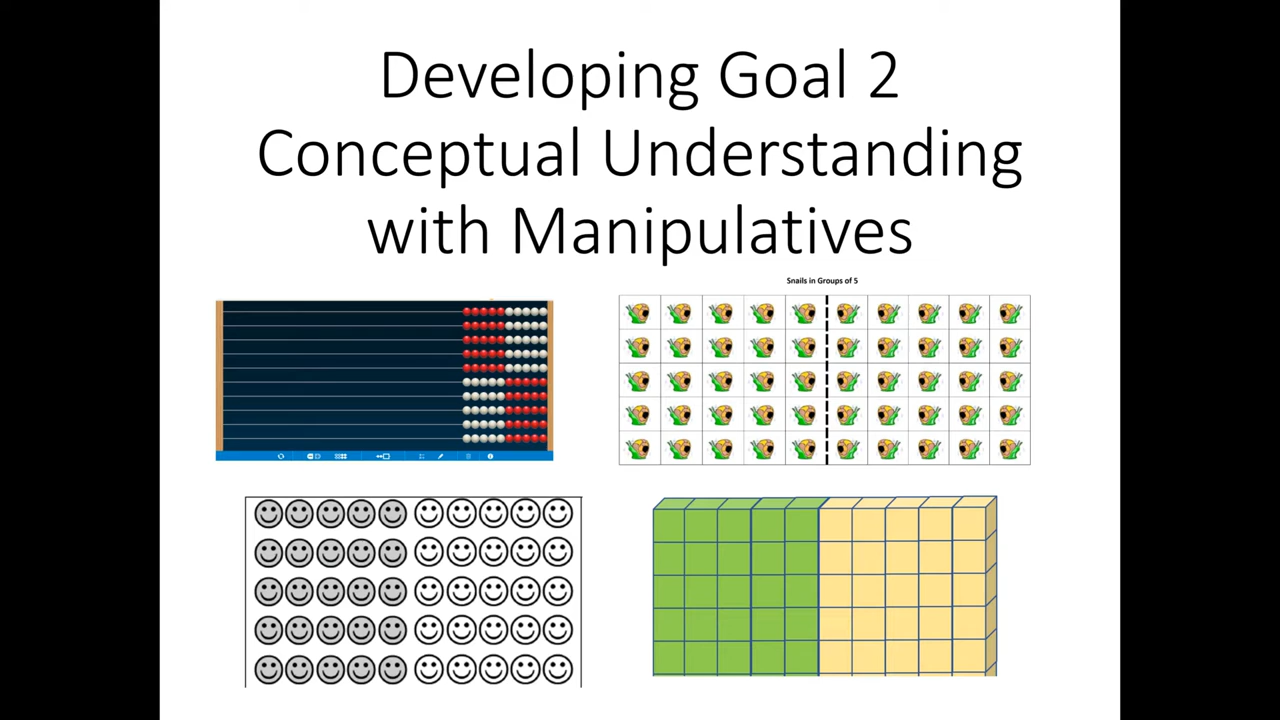 Developing Goal 2
Conceptual Understanding
with Manipulatives
Snails in Groups of 5